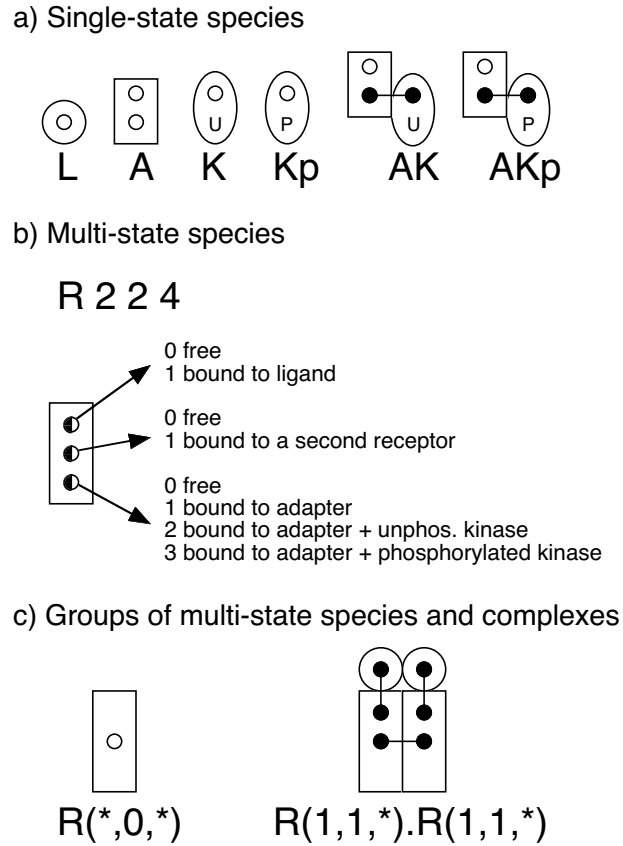 a) Single-state species
U P U P
L A K Kp AK AKp
b) Multi-state species
R 2 2 4
0 free
1 bound to ligand
0 free
1 bound to a second receptor
0 free
1 bound to adapter
2 bound to adapter + unphos. kinase
3 bound to adapter + phosphorylated kinase
c) Groups of multi-state species and complexes
R(*,0,*) R(1,1,*).R(1,1,*)